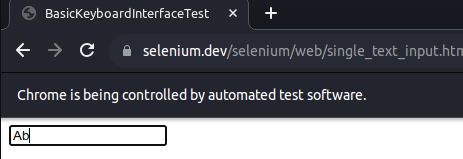 BasicKeyboardInterfaceTest
selenium.dev/selenium/web/single_text_input.htm
Chrome is being controlled by automated test software.
Ab